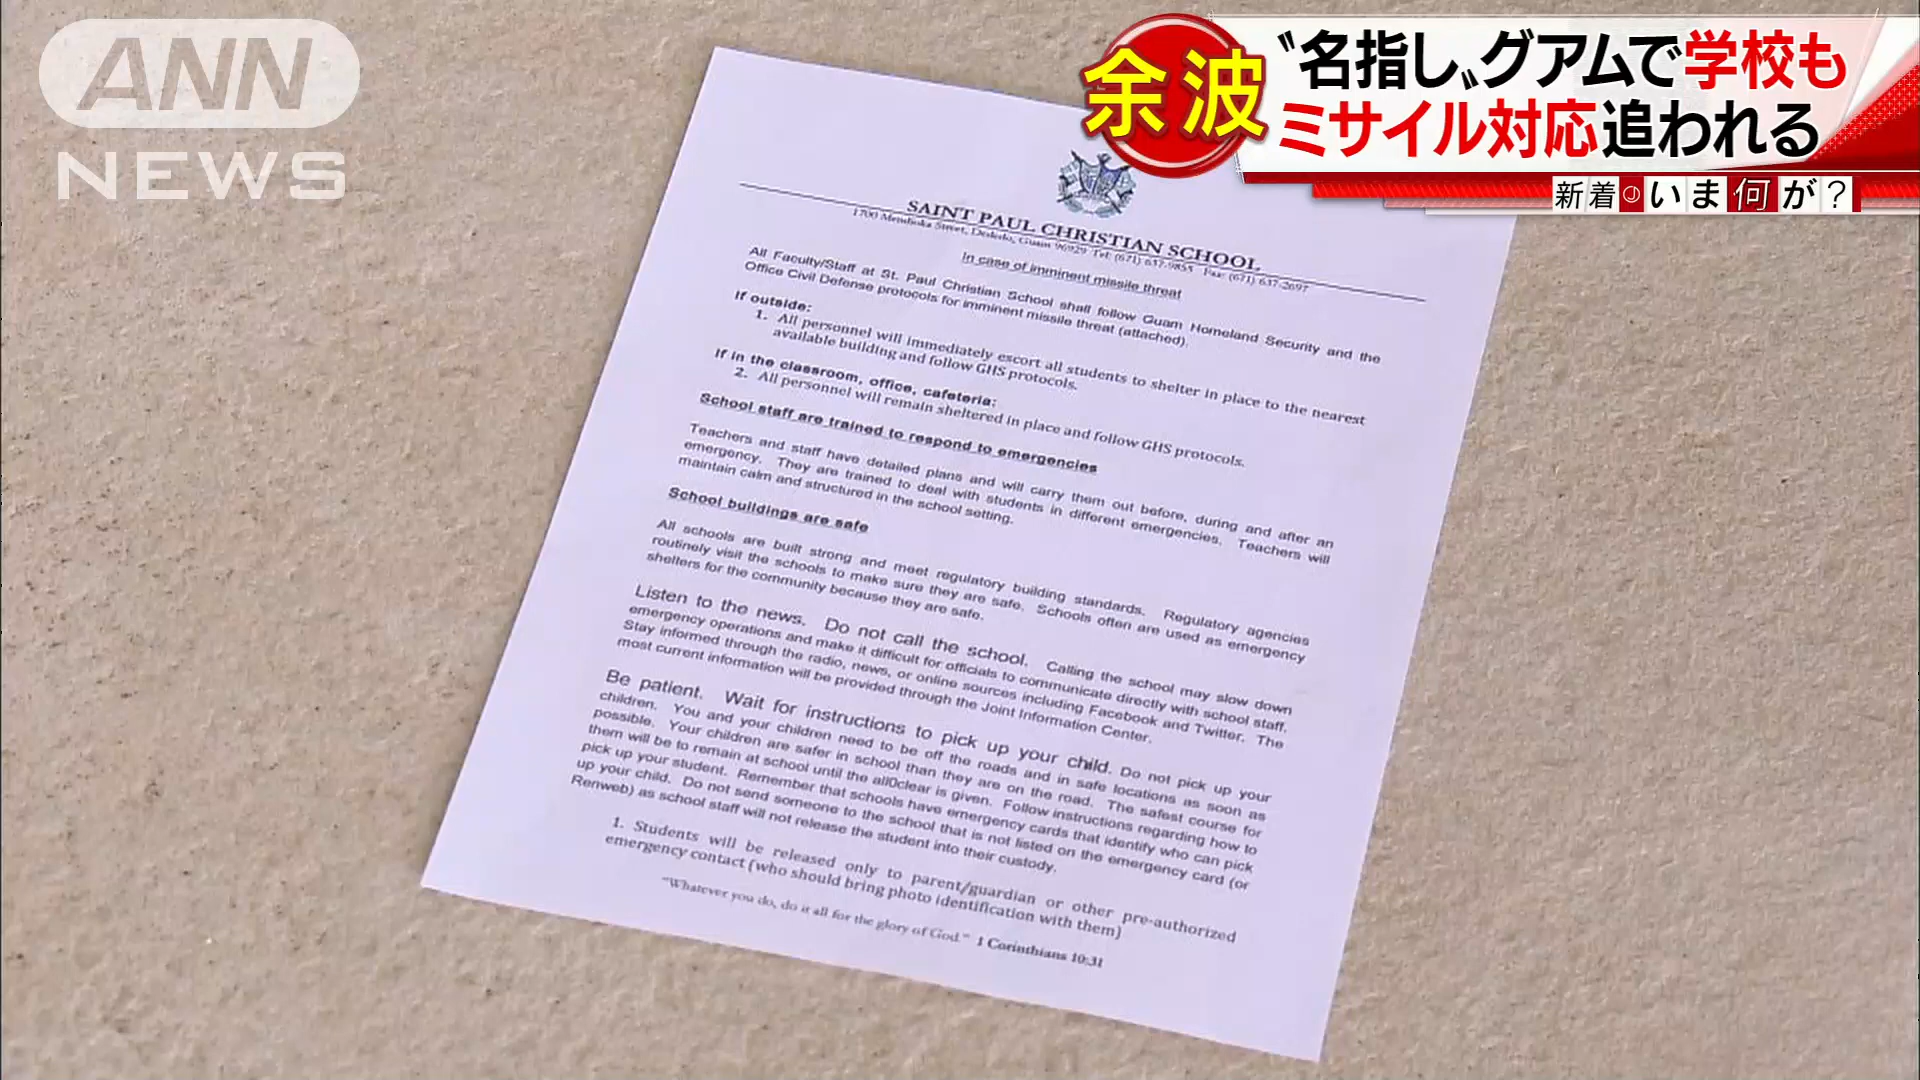 ANN
NEWS
余波
〝名指し〟グアムで学校も
ミサイル対応追われる
新着 いま何が?
SAINT PAUL CHRISTIAN SCHOOL
1700 Mendioka Street, Dededo, Guam 96929 Tel: (671) 637-9855 Fax: (671) 637-2697
In case of imminent missile threat
All Faculty/Staff at St. Paul Christian School shall follow Guam Homeland Security and the
Office Civil Defense protocols for imminent missile threat (attached).
If outside:
1. All personnel will immediately escort all students to shelter in place to the nearest
available building and follow GHS protocols.
If in the classroom, office, cafeteria:
2. All personnel will remain sheltered in place and follow GHS protocols.
School staff are trained to respond to emergencies
Teachers and staff have detailed plans and will carry them out before, during and after an
emergency. They are trained to deal with students in different emergencies. Teachers will
maintain calm and structured in the school setting.
School buildings are safe
All schools are built strong and meet regulatory building standards. Regulatory agencies
routinely visit the schools to make sure they are safe. Schools often are used as emergency
shelters for the community because they are safe.
Listen to the news. Do not call the school. Calling the school may slow down
emergency operations and make it difficult for officials to communicate directly with school staff.
Stay informed through the radio, news, or online sources including Facebook and Twitter. The
most current information will be provided through the Joint Information Center.
Be patient. Wait for instructions to pick up your child. Do not pick up your
children. You and your children need to be off the roads and in safe locations as soon as
possible. Your children are safer in school than they are on the road. The safest course for
them will be to remain at school until the all0clear is given. Follow instructions regarding how to
pick up your student. Remember that schools have emergency cards that identify who can pick
up your child. Do not send someone to the school that is not listed on the emergency card (or
Renweb) as school staff will not release the student into their custody.
1. Students will be released only to parent/guardian or other pre-authorized
emergency contact (who should bring photo identification with them)
"Whatever you do, do it all for the glory of God." 1 Corinthians 10:31